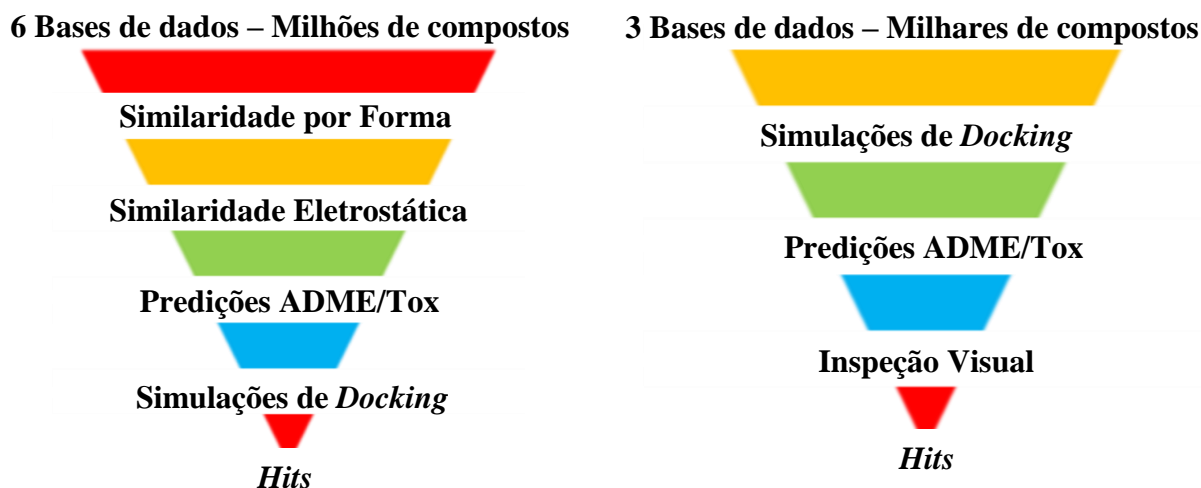 6 Bases de dados – Milhões de compostos
Similaridade por Forma
Similaridade Eletrostática
Predições ADME/Tox
Simulações de Docking
Hits
3 Bases de dados – Milhares de compostos
Simulações de Docking
Predições ADME/Tox
Inspeção Visual
Hits